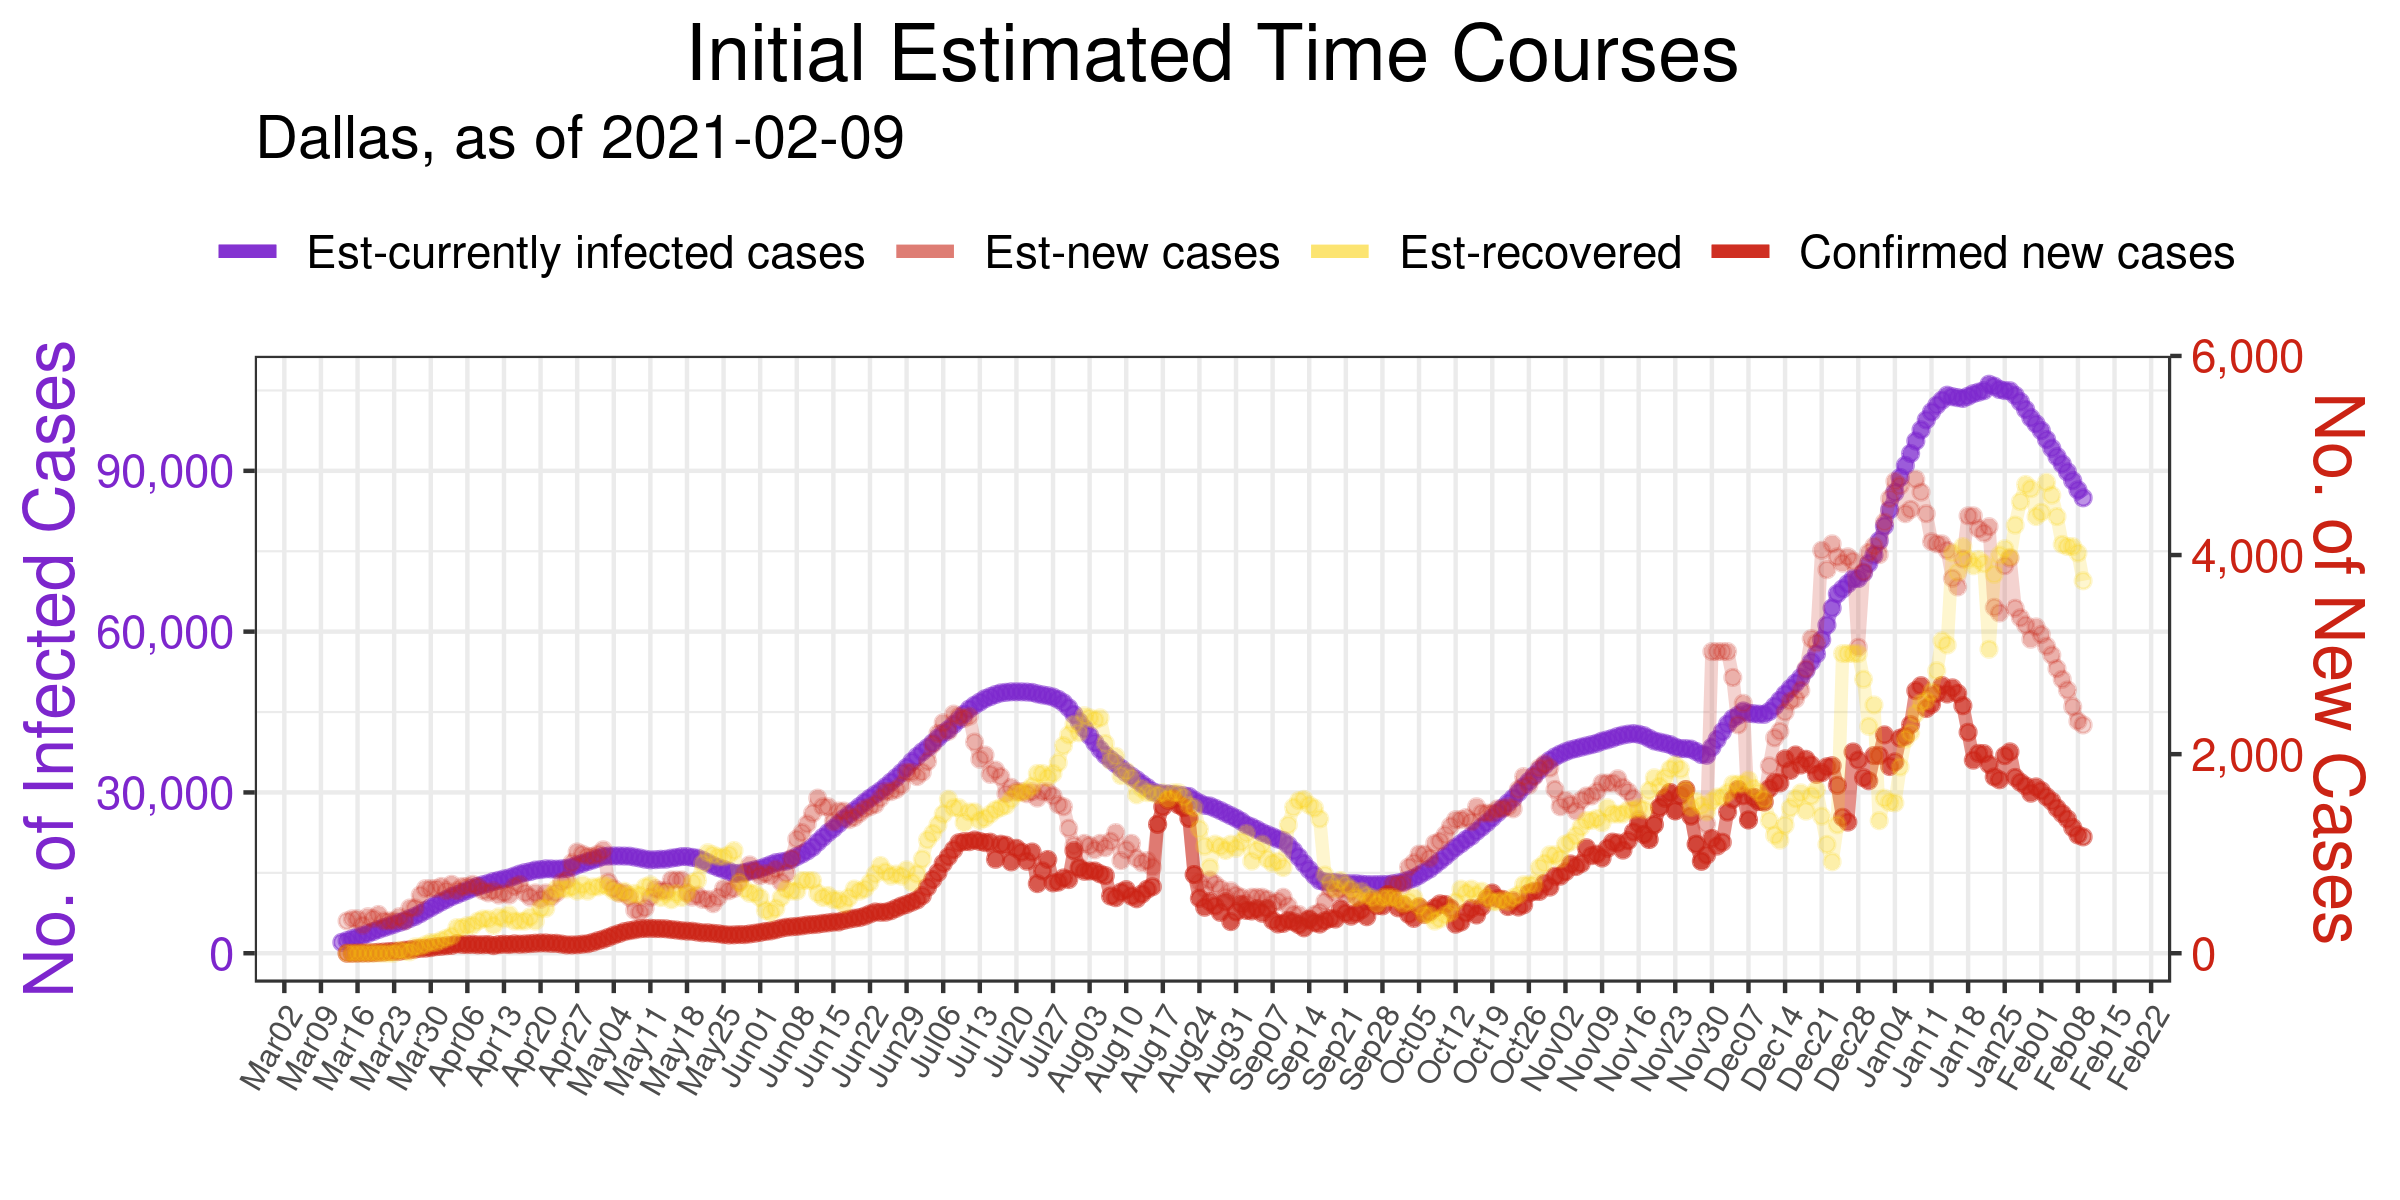 Initial Estimated Time Courses
Dallas, as of 2021-02-09
Est-currently infected cases Est-new cases Est-recovered Confirmed new cases
No. of Infected Cases
90,000
60,000
30,000
0
6,000
4,000
2,000
0
No. of New Cases
Mar02 Mar09 Mar16 Mar23 Mar30 Apr06 Apr13 Apr20 Apr27 May04 May11 May18 May25 Jun01 Jun08 Jun15 Jun22 Jun29 Jul06 Jul13 Jul20 Jul27 Aug03 Aug10 Aug17 Aug24 Aug31 Sep07 Sep14 Sep21 Sep28 Oct05 Oct12 Oct19 Oct26 Nov02 Nov09 Nov16 Nov23 Nov30 Dec07 Dec14 Dec21 Dec28 Jan04 Jan11 Jan18 Jan25 Feb01 Feb08 Feb15 Feb22